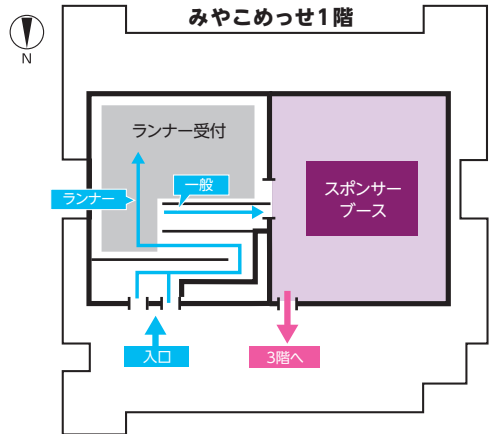 みやこめっせ1階
N
ランナー受付
一般
ランナー
スポンサー
ブース
入口
3階へ